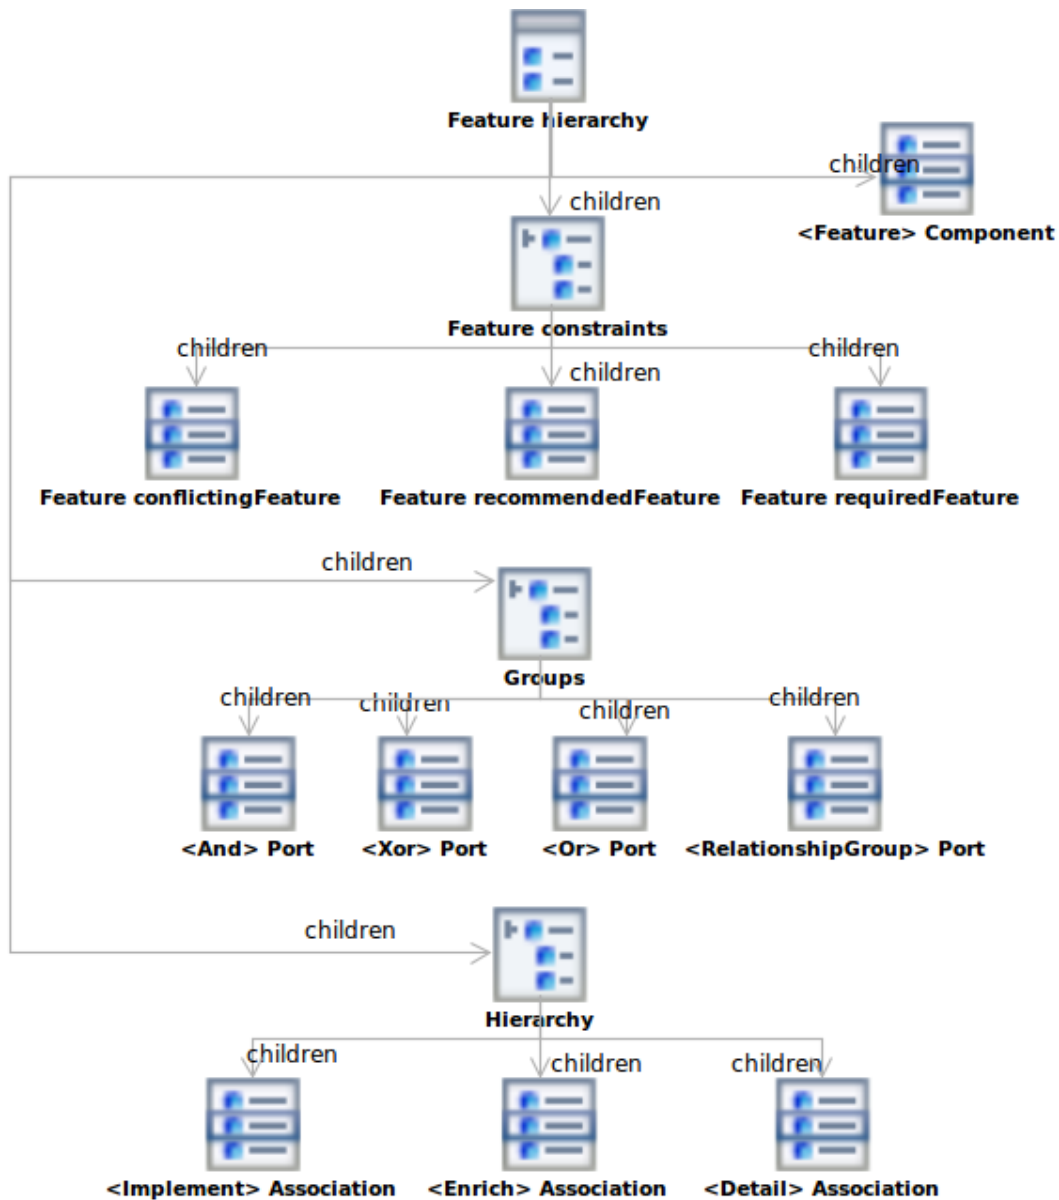 Feature hierarchy
children
<Feature> Component
children
Feature constraints
children
children
children
Feature conflictingFeature
Feature recommendedFeature
Feature requiredFeature
children
Groups
children
children
children
children
<And> Port
<Xor> Port
<Or> Port
<RelationshipGroup> Port
children
Hierarchy
children
children
children
<Implement> Association
<Enrich> Association
<Detail> Association